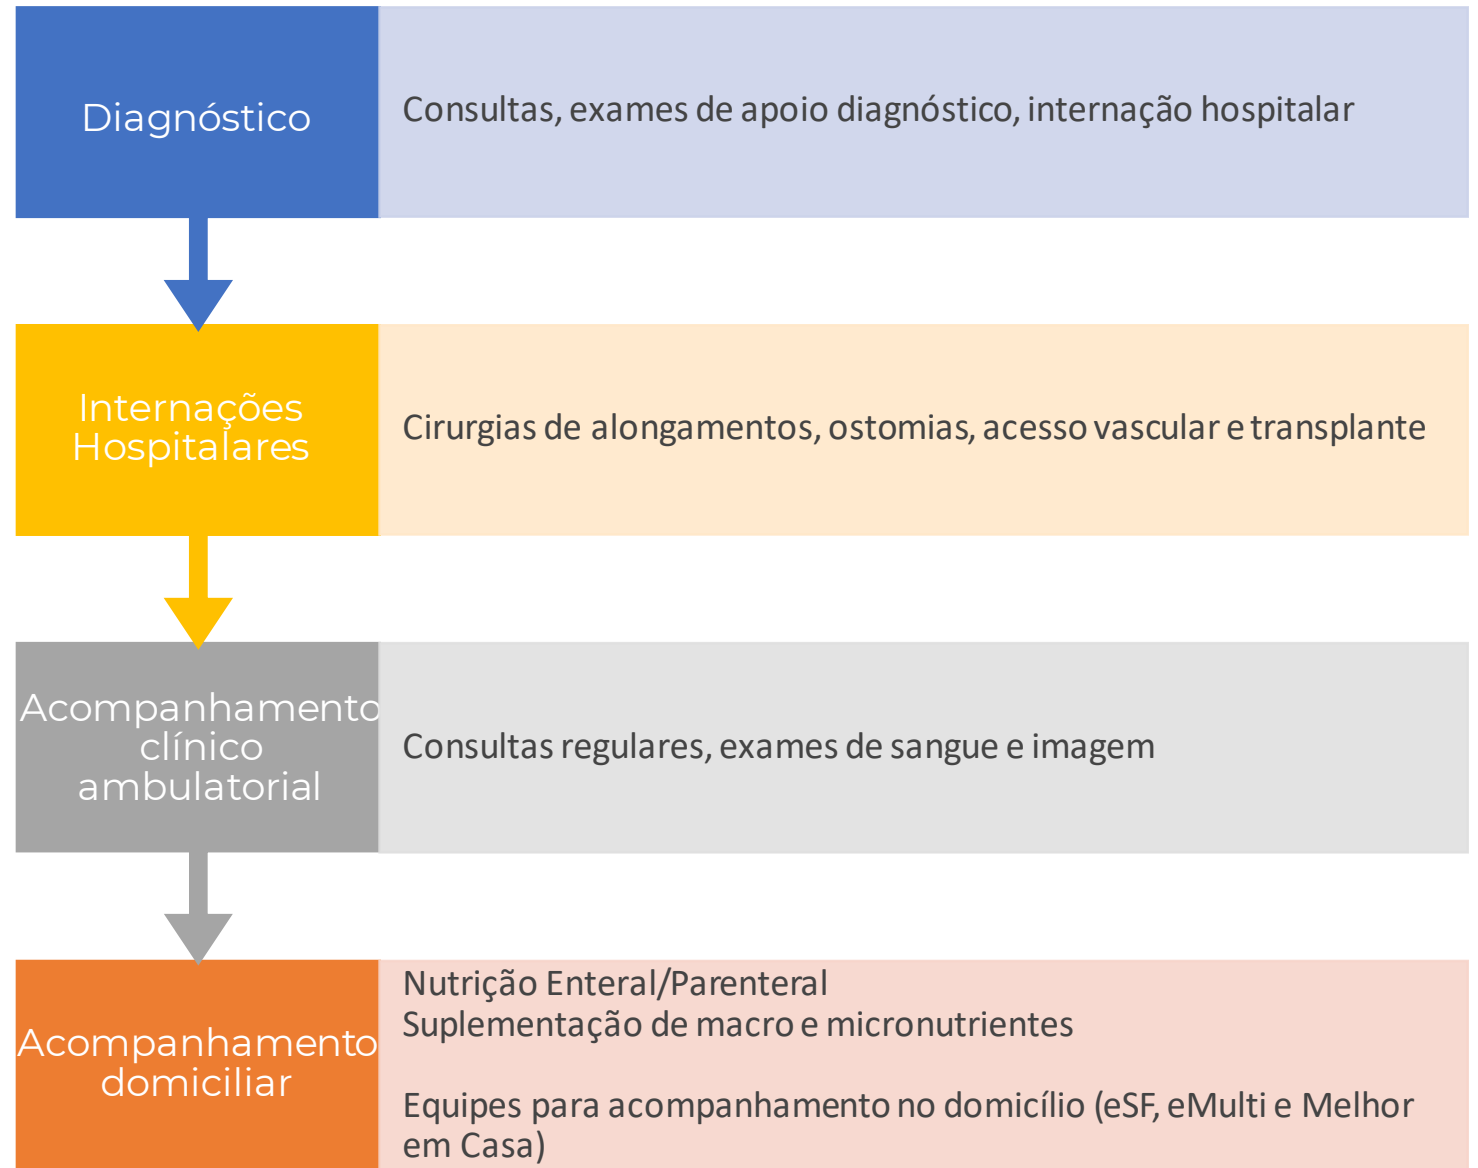 Diagnóstico
Consultas, exames de apoio diagnóstico, internação hospitalar
Internações
Hospitalares
Cirurgias de alongamentos, ostomias, acesso vascular e transplante
Acompanhamento
clínico
ambulatorial
Consultas regulares, exames de sangue e imagem
Acompanhamento
domiciliar
Nutrição Enteral/Parenteral
Suplementação de macro e micronutrientes
Equipes para acompanhamento no domicílio (eSF, eMulti e Melhor
em Casa)